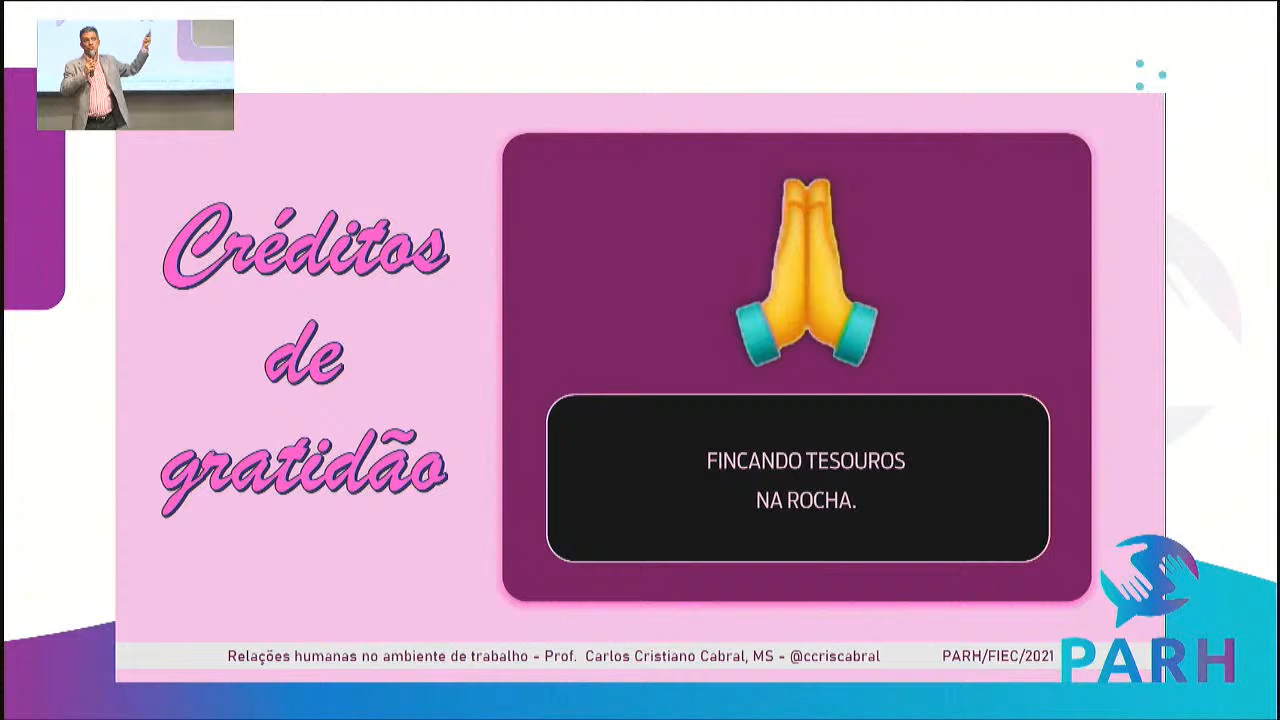 Créditos
de
gratidão
FINCANDO TESOUROS
NA ROCHA.
Relações humanas no ambiente de trabalho - Prof. Carlos Cristiano Cabral, MS - @ccriscabral
PARH/FIEC/2021
PARH